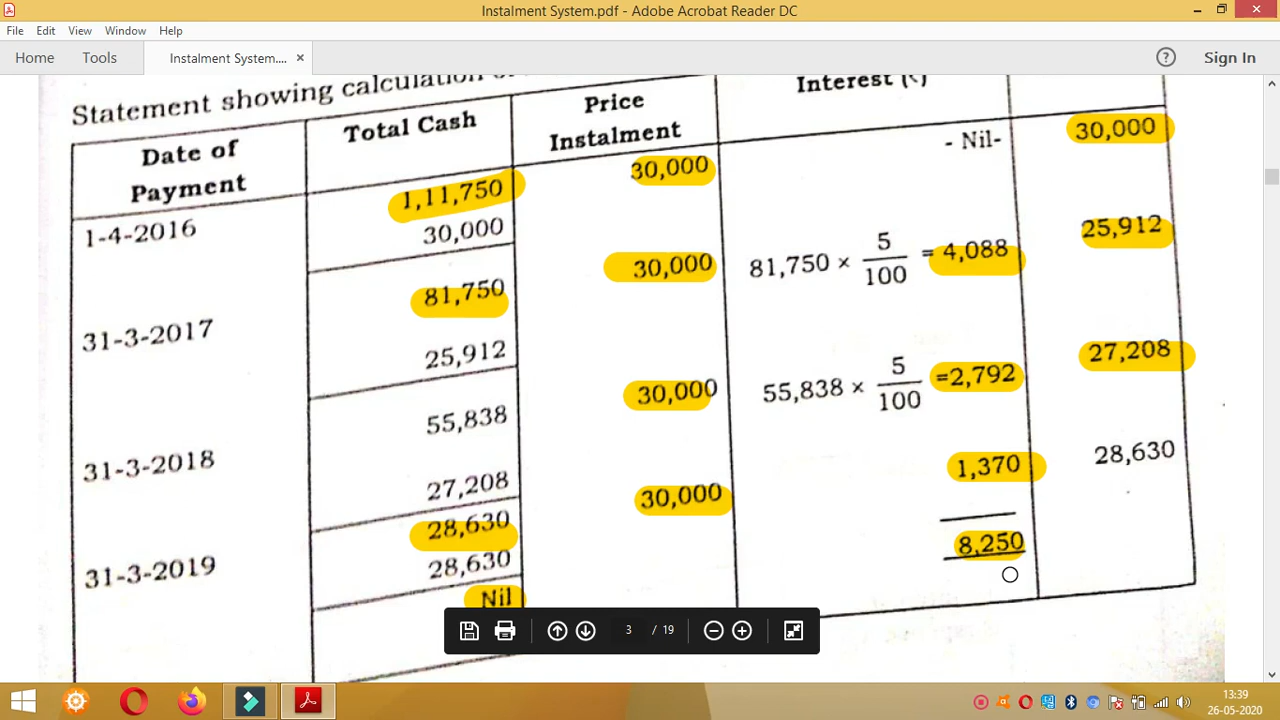 Instalment System.pdf - Adobe Acrobat Reader DC
File Edit View Window Help
Home Tools Instalment System.... × ? Sign In
Statement showing calculation
Date of Payment Total Cash Price Instalment Interest (₹)
1-4-2016 1,11,750 30,000 - Nil- 30,000
30,000
81,750 30,000 81,750 × 5/100 = 4,088 25,912
31-3-2017 25,912
55,838 30,000 55,838 × 5/100 =2,792 27,208
31-3-2018 27,208
28,630 30,000 1,370 28,630
31-3-2019 28,630 8,250
Nil
3 / 19
13:39
26-05-2020